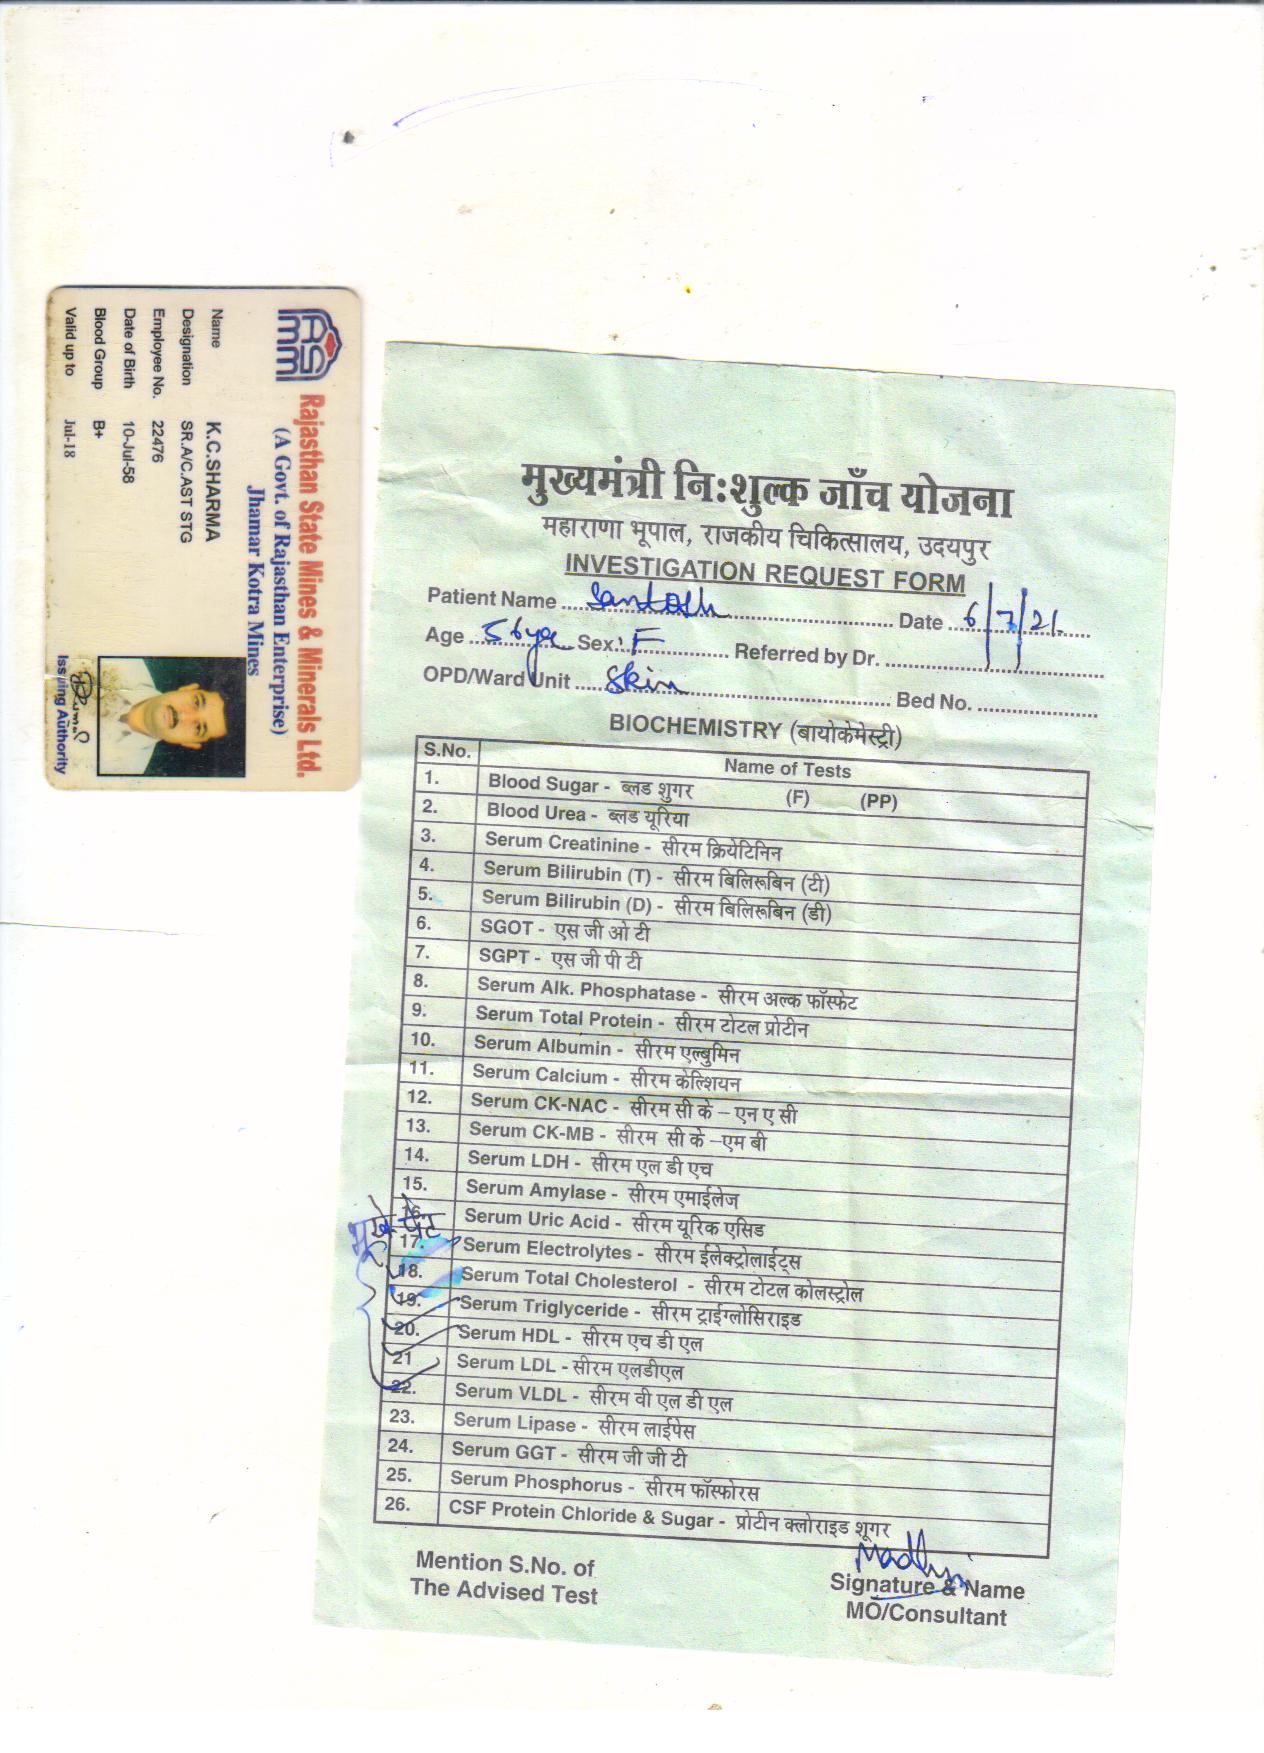 Rajasthan State Mines & Minerals Ltd.
(A Govt. of Rajasthan Enterprise)
Jhamar Kotra Mines
RSMM
Name K.C.SHARMA
Designation SR.A/C.AST STG
Employee No. 22476
Date of Birth 10-Jul-58
Blood Group B+
Valid up to Jul-18
Issuing Authority
मुख्यमंत्री निःशुल्क जाँच योजना
महाराणा भूपाल, राजकीय चिकित्सालय, उदयपुर
INVESTIGATION REQUEST FORM
Patient Name Santosh Date 6/7/21
Age 56yr Sex F Referred by Dr.
OPD/Ward Unit Skin Bed No.
BIOCHEMISTRY (बायोकेमेस्ट्री)
S.No. Name of Tests
1. Blood Sugar - ब्लड शुगर (F) (PP)
2. Blood Urea - ब्लड यूरिया
3. Serum Creatinine - सीरम क्रियेटिनिन
4. Serum Bilirubin (T) - सीरम बिलिरूबिन (टी)
5. Serum Bilirubin (D) - सीरम बिलिरूबिन (डी)
6. SGOT - एस जी ओ टी
7. SGPT - एस जी पी टी
8. Serum Alk. Phosphatase - सीरम अल्क फॉस्फेट
9. Serum Total Protein - सीरम टोटल प्रोटीन
10. Serum Albumin - सीरम एल्बुमिन
11. Serum Calcium - सीरम केल्शियन
12. Serum CK-NAC - सीरम सी के – एन ए सी
13. Serum CK-MB - सीरम सी के –एम बी
14. Serum LDH - सीरम एल डी एच
15. Serum Amylase - सीरम एमाईलेज
16. Serum Uric Acid - सीरम यूरिक एसिड
भूखे पेट
17. Serum Electrolytes - सीरम ईलेक्ट्रोलाईट्स
18. Serum Total Cholesterol - सीरम टोटल कोलस्ट्रोल
19. Serum Triglyceride - सीरम ट्राईग्लोसिराइड
20. Serum HDL - सीरम एच डी एल
21 Serum LDL - सीरम एलडीएल
22. Serum VLDL - सीरम वी एल डी एल
23. Serum Lipase - सीरम लाईपेस
24. Serum GGT - सीरम जी जी टी
25. Serum Phosphorus - सीरम फॉस्फोरस
26. CSF Protein Chloride & Sugar - प्रोटीन क्लोराइड शूगर
Mention S.No. of
The Advised Test
Madhu
Signature & Name
MO/Consultant